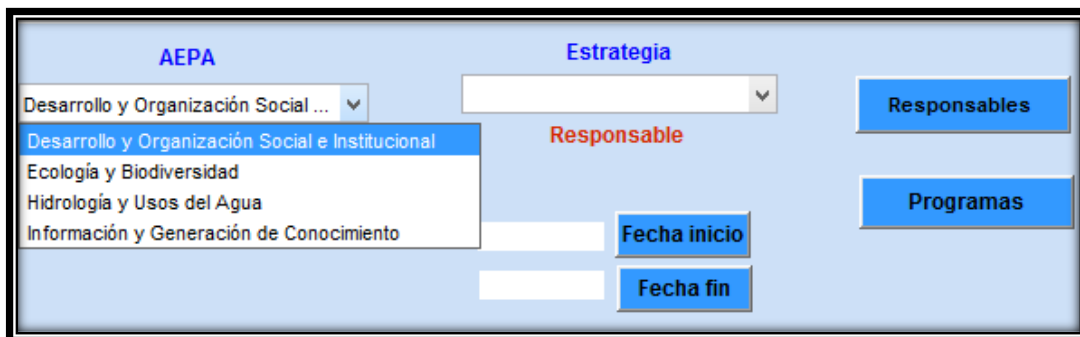 AEPA
Estrategia
Desarrollo y Organización Social ...
Responsables
Desarrollo y Organización Social e Institucional
Responsable
Ecología y Biodiversidad
Hidrología y Usos del Agua
Programas
Información y Generación de Conocimiento
Fecha inicio
Fecha fin